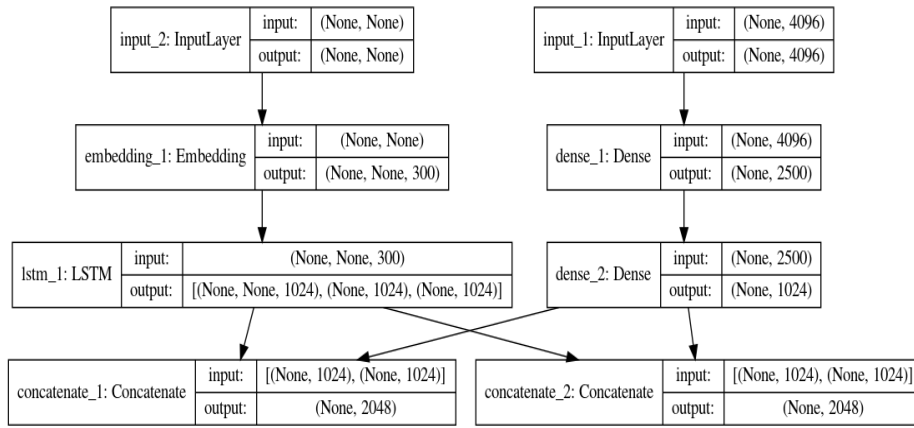 input_2: InputLayer
input:
(None, None)
output:
(None, None)
input_1: InputLayer
input:
(None, 4096)
output:
(None, 4096)
embedding_1: Embedding
input:
(None, None)
output:
(None, None, 300)
dense_1: Dense
input:
(None, 4096)
output:
(None, 2500)
lstm_1: LSTM
input:
(None, None, 300)
output:
[(None, None, 1024), (None, 1024), (None, 1024)]
dense_2: Dense
input:
(None, 2500)
output:
(None, 1024)
concatenate_1: Concatenate
input:
[(None, 1024), (None, 1024)]
output:
(None, 2048)
concatenate_2: Concatenate
input:
[(None, 1024), (None, 1024)]
output:
(None, 2048)